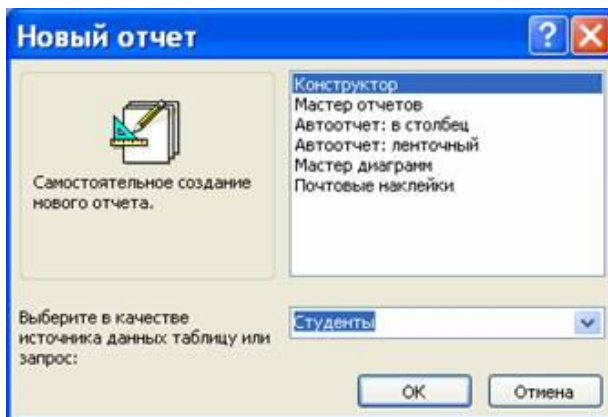 Новый отчет
Самостоятельное создание
нового отчета.
Конструктор
Мастер отчетов
Автоотчет: в столбец
Автоотчет: ленточный
Мастер диаграмм
Почтовые наклейки
Выберите в качестве
источника данных таблицу или
запрос:
Студенты
ОК
Отмена